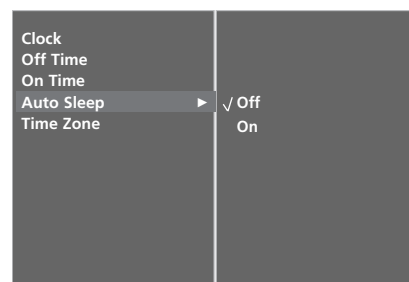 Clock
Off Time
On Time
Auto Sleep ► √ Off
Time Zone On